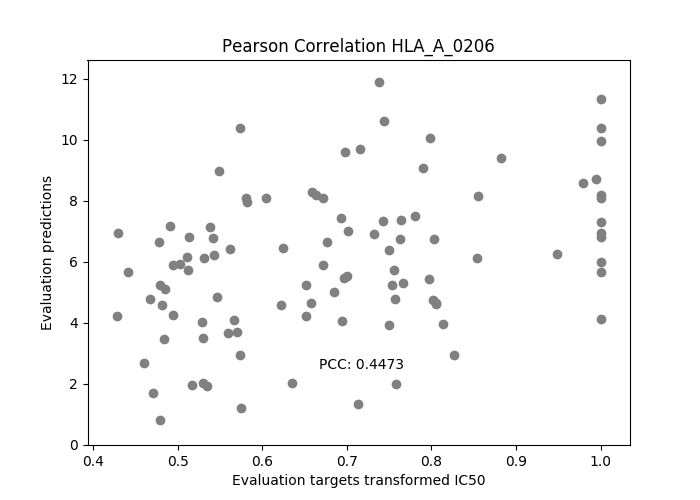 Pearson Correlation HLA_A_0206
12
10
8
6
4
2
0
Evaluation predictions
PCC: 0.4473
0.4 0.5 0.6 0.7 0.8 0.9 1.0
Evaluation targets transformed IC50